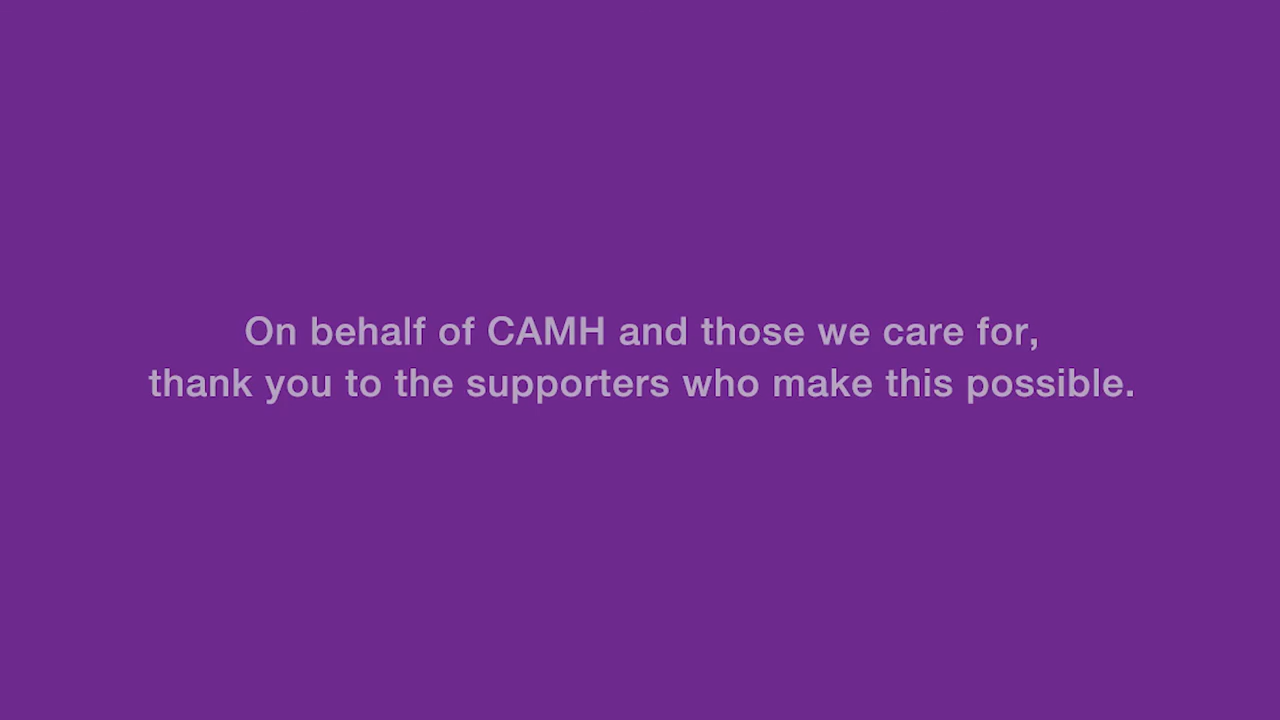 On behalf of CAMH and those we care for,
thank you to the supporters who make this possible.